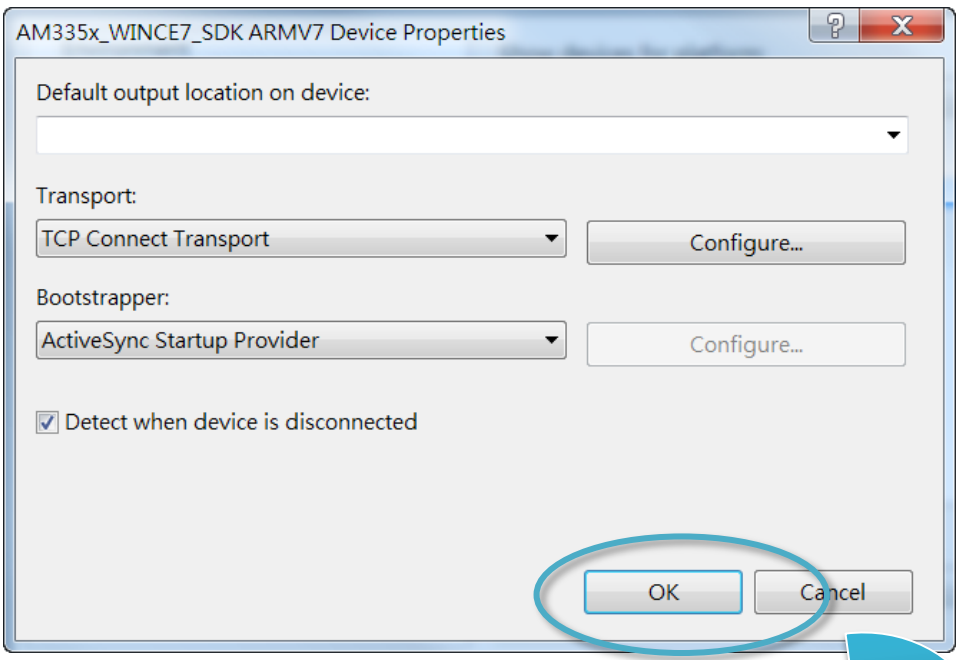 AM335x_WINCE7_SDK ARMV7 Device Properties
Default output location on device:
Transport:
TCP Connect Transport
Configure...
Bootstrapper:
ActiveSync Startup Provider
Configure...
Detect when device is disconnected
OK
Cancel